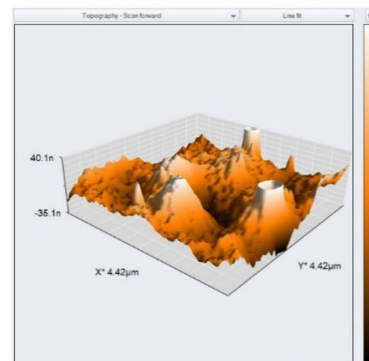 Topography - Scan forward
Line fit
40.1n
-35.1n
X* 4.42µm
Y* 4.42µm